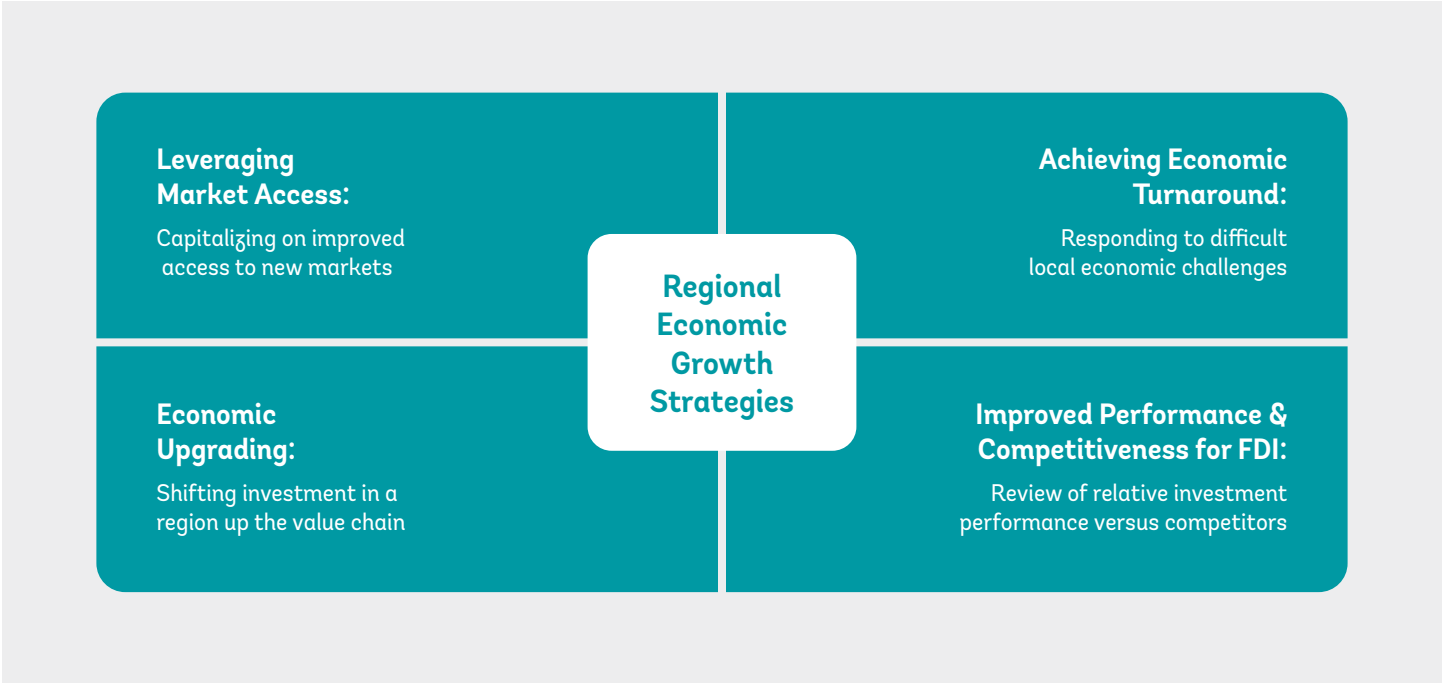 Leveraging
Market Access:
Capitalizing on improved
access to new markets
Achieving Economic
Turnaround:
Responding to difficult
local economic challenges
Regional
Economic
Growth
Strategies
Economic
Upgrading:
Shifting investment in a
region up the value chain
Improved Performance &
Competitiveness for FDI:
Review of relative investment
performance versus competitors